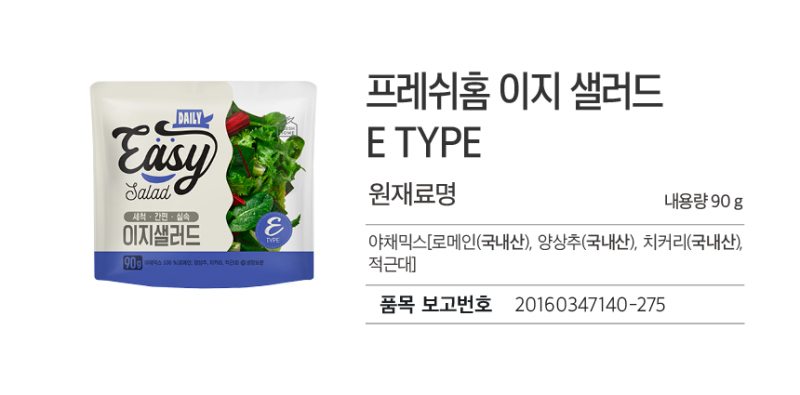 DAILY
Easy
Salad
세척 · 간편 · 실속
이지샐러드
E
TYPE
90g
프레쉬홈 이지 샐러드
E TYPE
원재료명
내용량 90 g
야채믹스[로메인(국내산), 양상추(국내산), 치커리(국내산),
적근대]
품목 보고번호 20160347140-275